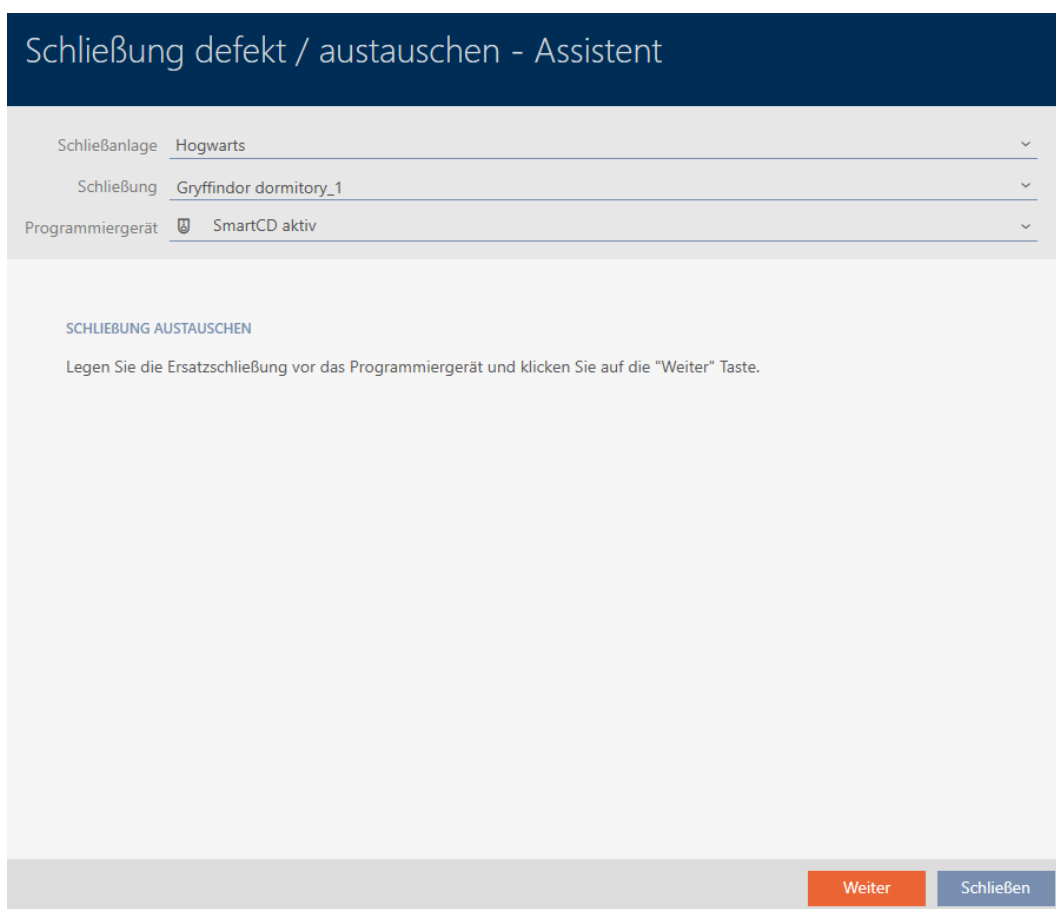 Schließung defekt / austauschen - Assistent
Schließanlage Hogwarts
Schließung Gryffindor dormitory_1
Programmiergerät SmartCD aktiv
SCHLIEßUNG AUSTAUSCHEN
Legen Sie die Ersatzschließung vor das Programmiergerät und klicken Sie auf die "Weiter" Taste.
Weiter Schließen